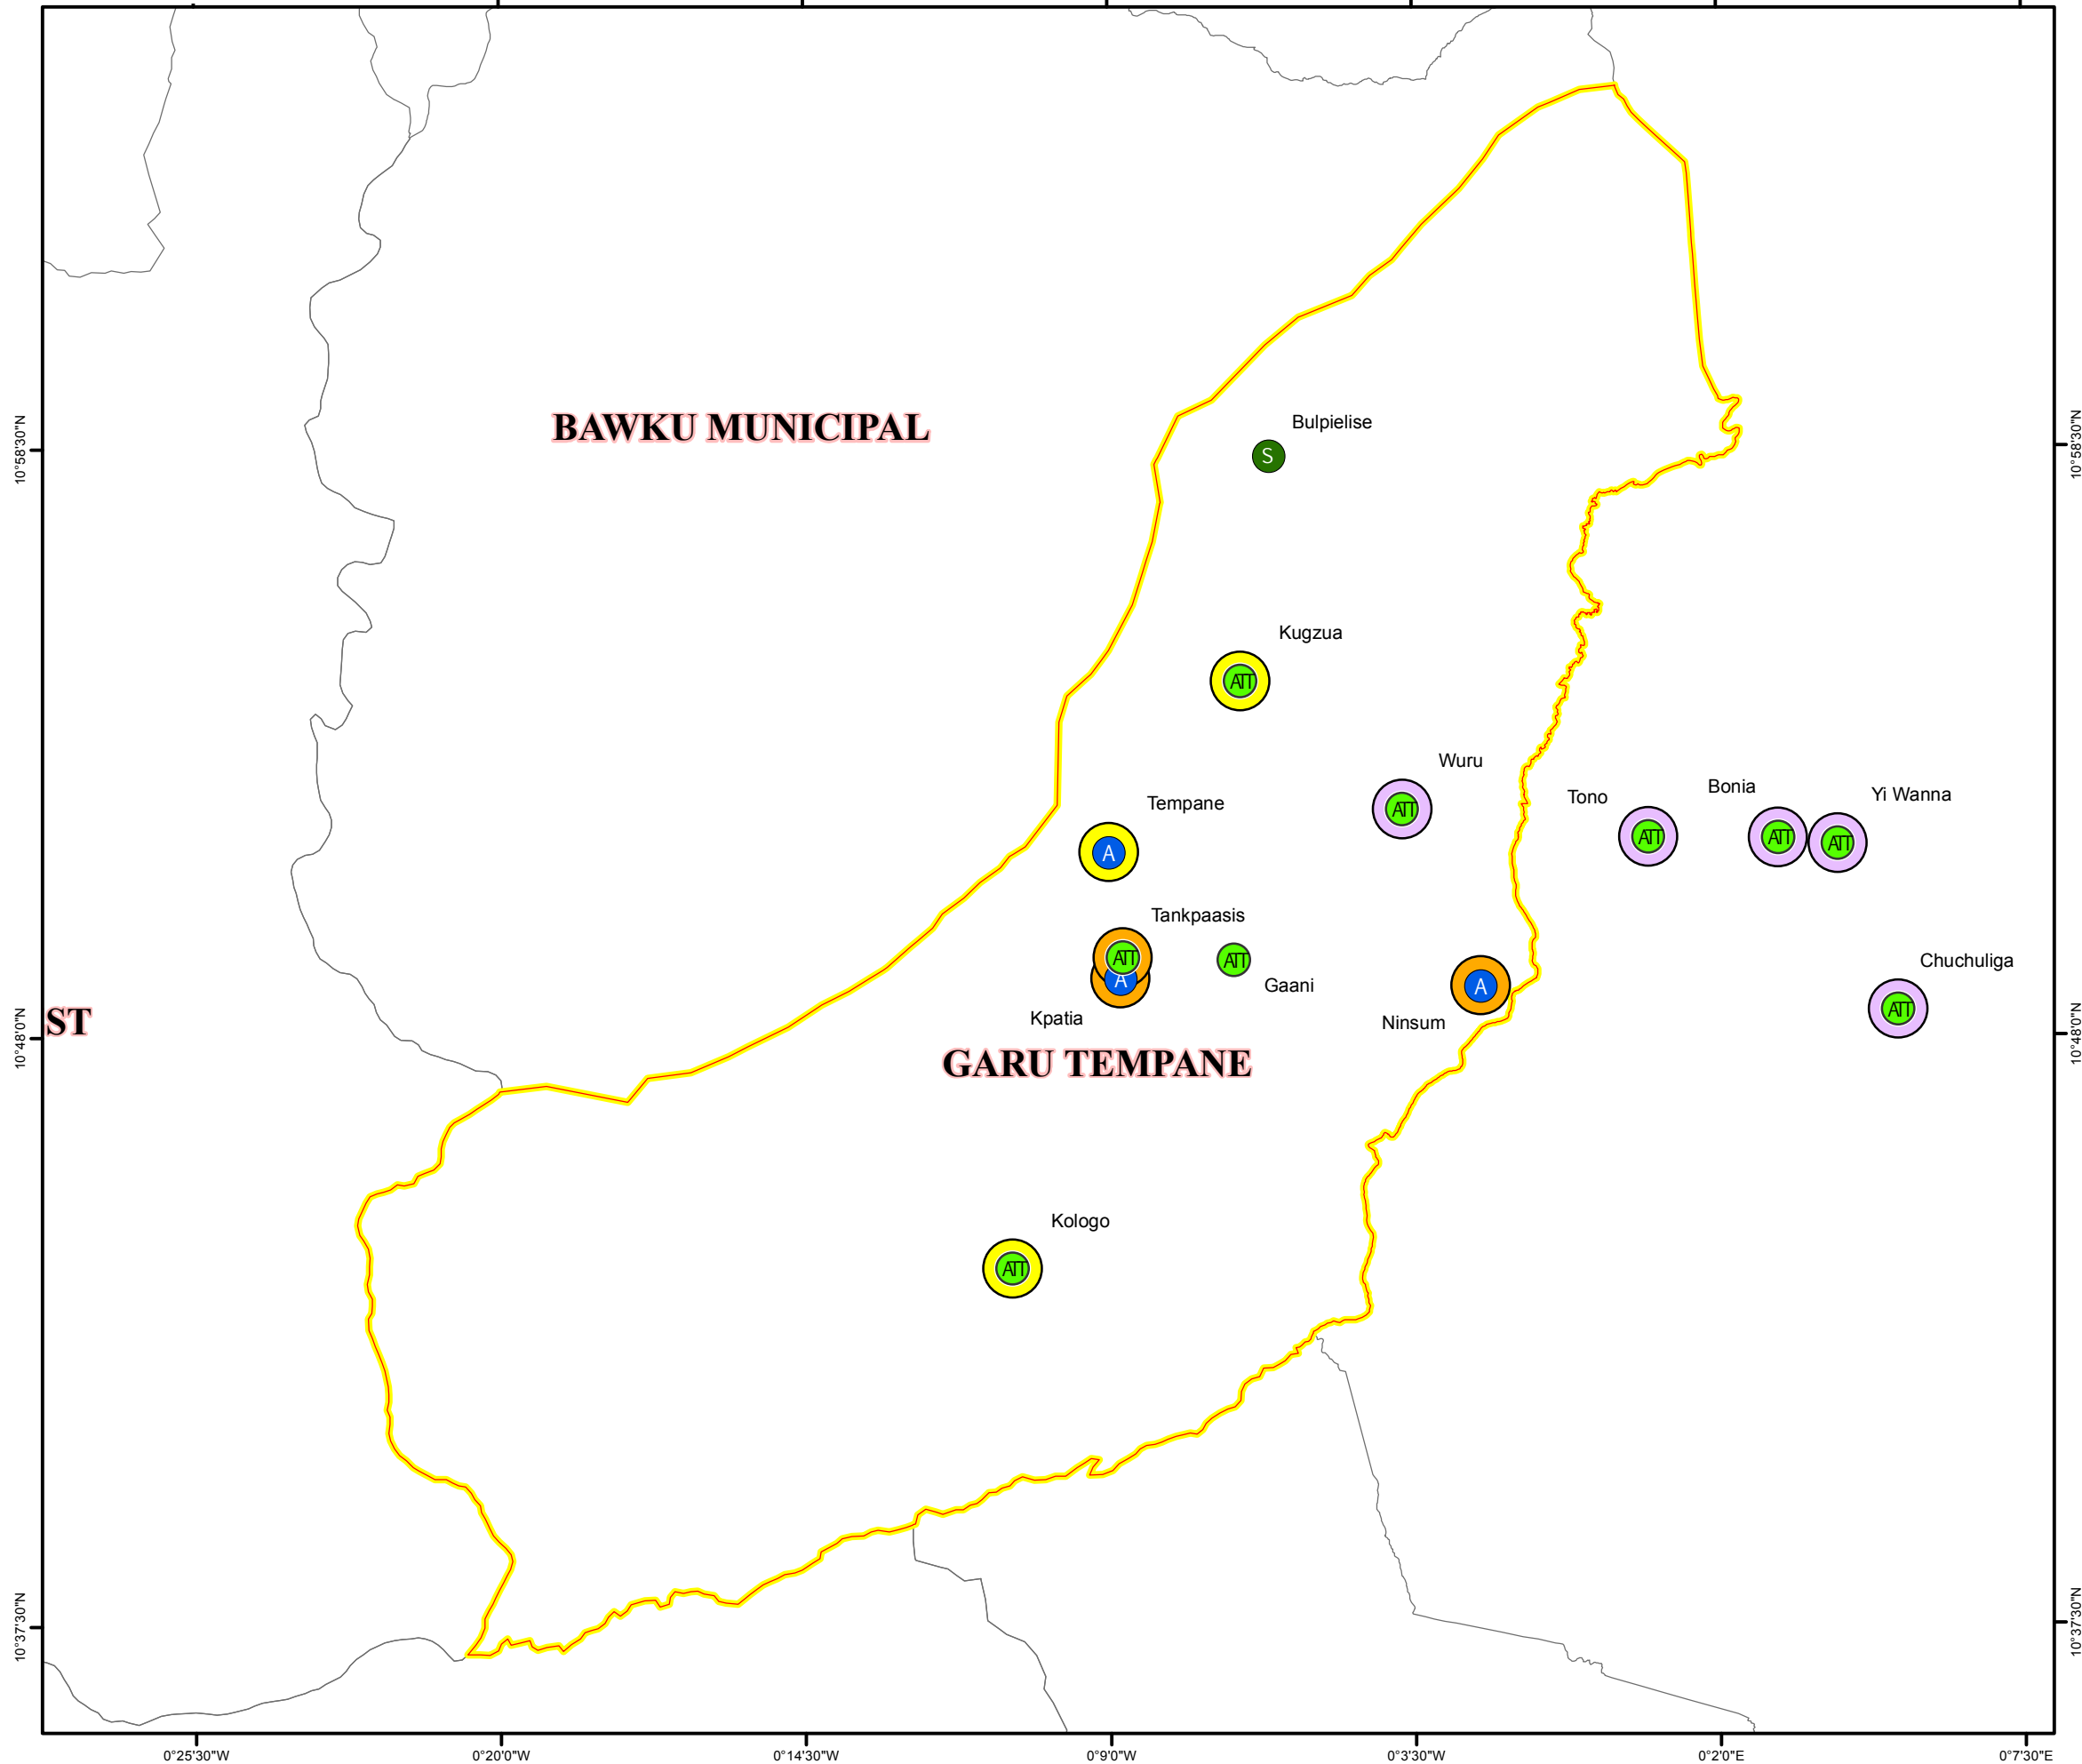 BAWKU MUNICIPAL
Bulpielise
S
10°58'30"N
10°58'30"N
Kugzua
ATT
Wuru
ATT
Tempane
A
Tono
ATT
Bonia
ATT
Yi Wanna
ATT
Tankpaasis
ATT
A
Kpatia
ATT
Gaani
A
Ninsum
Chuchuliga
ATT
ST
10°48'0"N
10°48'0"N
GARU TEMPANE
Kologo
ATT
10°37'30"N
10°37'30"N
0°25'30"W
0°20'0"W
0°14'30"W
0°9'0"W
0°3'30"W
0°2'0"E
0°7'30"E